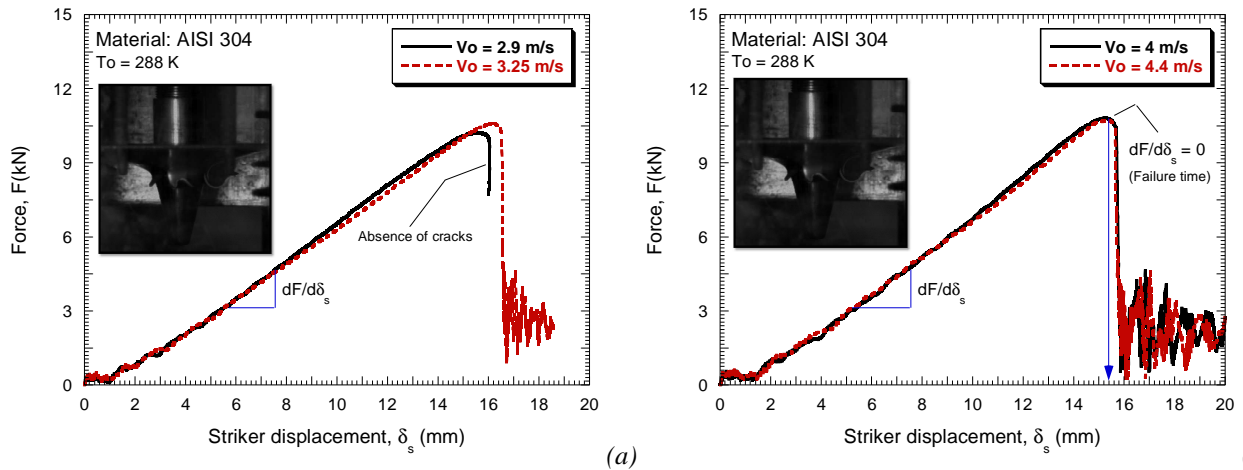 15
12
9
6
3
0
Force, F(kN)
Material: AISI 304
To = 288 K
Vo = 2.9 m/s
Vo = 3.25 m/s
Absence of cracks
dF/dδₛ
0 2 4 6 8 10 12 14 16 18 20
Striker displacement, δₛ (mm)
(a)
15
12
9
6
3
0
Force, F(kN)
Material: AISI 304
To = 288 K
Vo = 4 m/s
Vo = 4.4 m/s
dF/dδₛ = 0
(Failure time)
dF/dδₛ
0 2 4 6 8 10 12 14 16 18 20
Striker displacement, δₛ (mm)